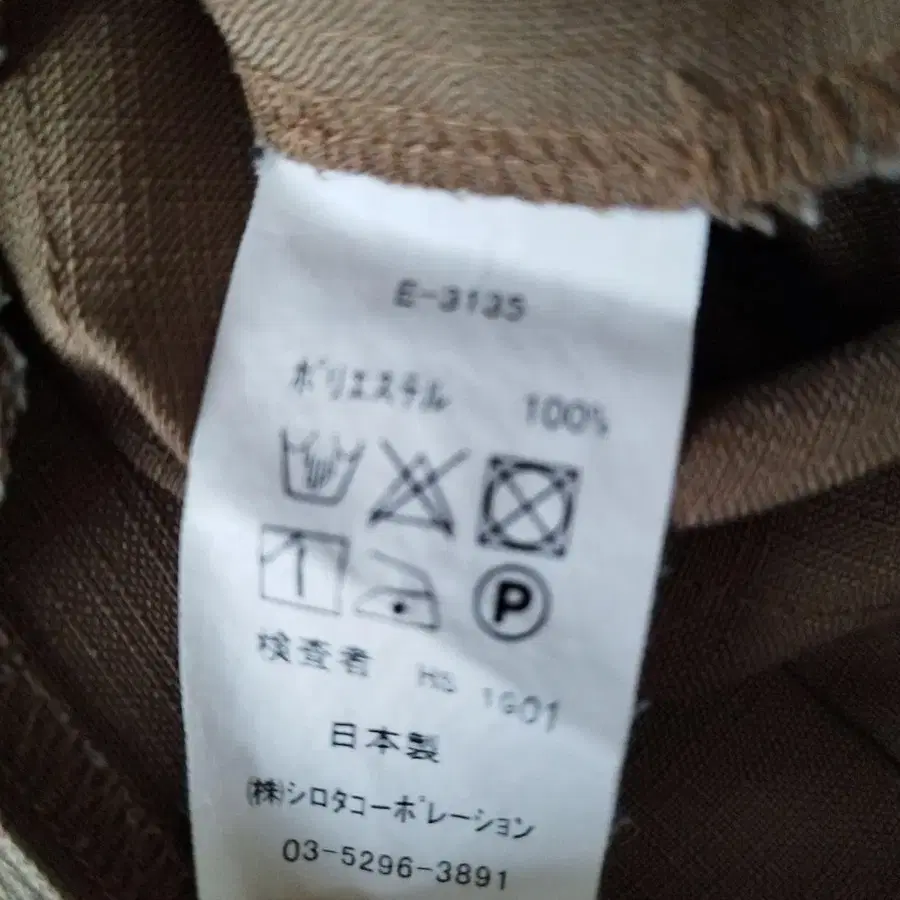 E-3135
ポリエステル 100%
P
検査者 HS 1901
日本製
㈱シロタコーポレーション
03-5296-3891